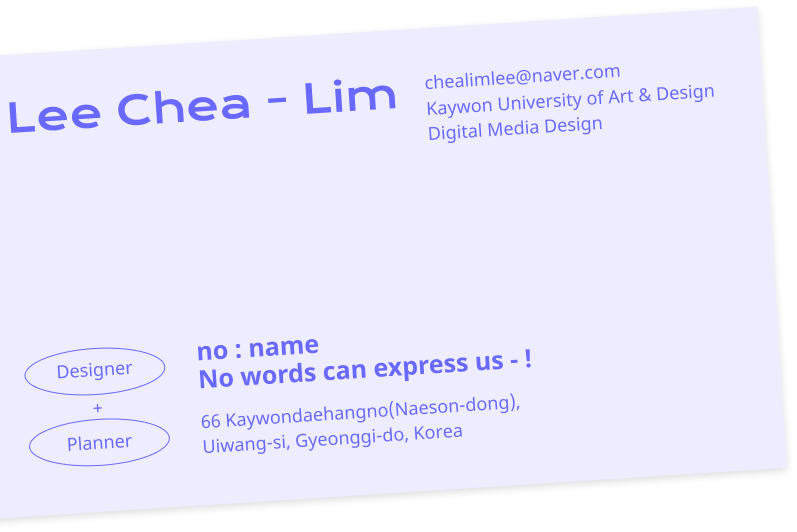 Lee Chea - Lim
chealimlee@naver.com
Kaywon University of Art & Design
Digital Media Design
Designer
+
Planner
no : name
No words can express us - !
66 Kaywondaehangno(Naeson-dong),
Uiwang-si, Gyeonggi-do, Korea